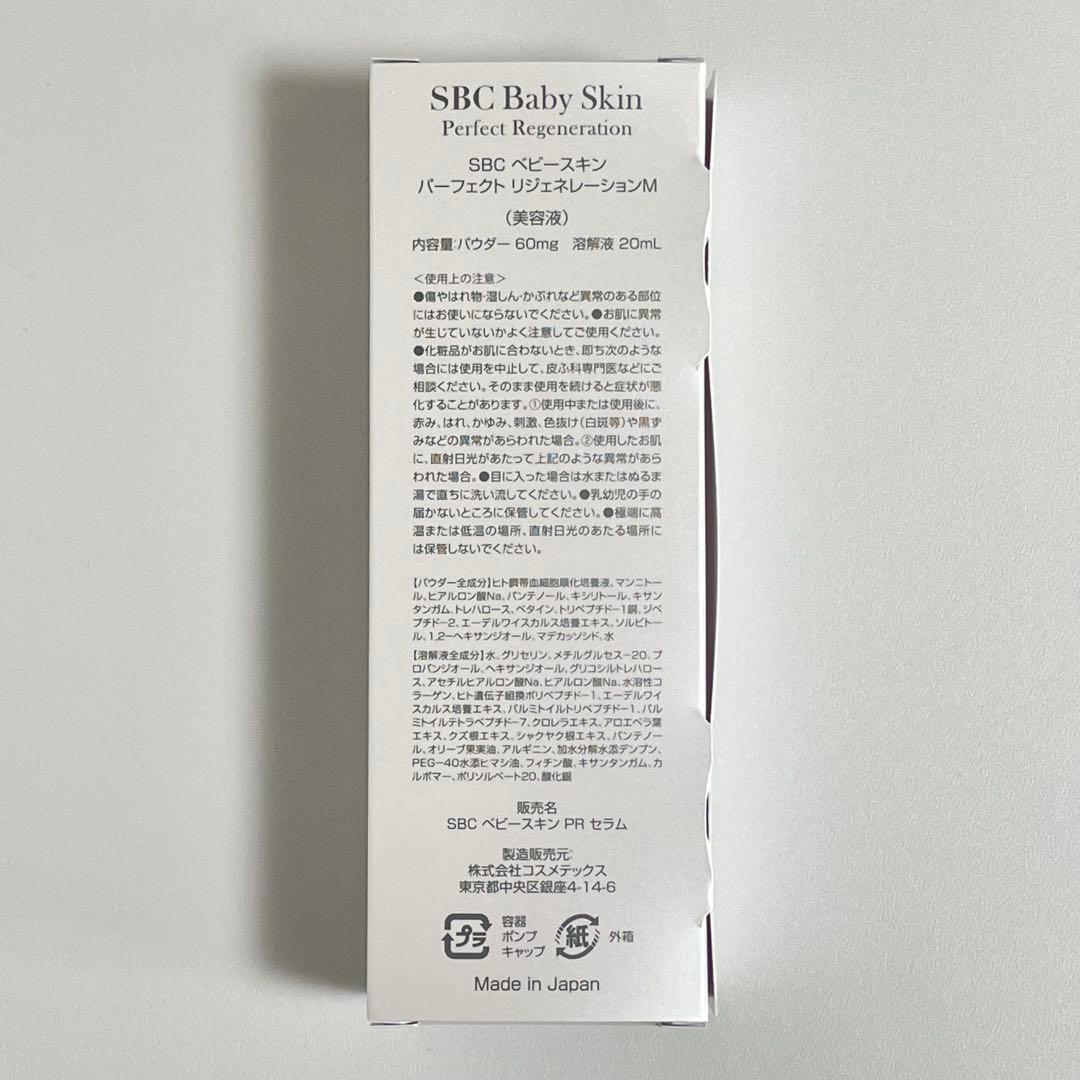 SBC Baby Skin
Perfect Regeneration
SBC ベビースキン
パーフェクト リジェネレーションM
(美容液)
内容量:パウダー 60mg 溶解液 20mL
＜使用上の注意＞
●傷やはれ物・湿しん・かぶれなど異常のある部位
にはお使いにならないでください。●お肌に異常
が生じていないかよく注意してご使用ください。
●化粧品がお肌に合わないとき、即ち次のような
場合には使用を中止して、皮ふ科専門医などにご
相談ください。そのまま使用を続けると症状が悪
化することがあります。①使用中または使用後に、
赤み、はれ、かゆみ、刺激、色抜け(白斑等)や黒ず
みなどの異常があらわれた場合。②使用したお肌
に、直射日光があたって上記のような異常があら
われた場合。●目に入った場合は水またはぬるま
湯で直ちに洗い流してください。●乳幼児の手の
届かないところに保管してください。●極端に高
温または低温の場所、直射日光のあたる場所に
は保管しないでください。
【パウダー全成分】ヒト臍帯血細胞順化培養液、マンニトー
ル、ヒアルロン酸Na、パンテノール、キシリトール、キサン
タンガム、トレハロース、ベタイン、トリペプチド-1銅、ジペ
プチド-2、エーデルワイスカルス培養エキス、ソルビトー
ル、1,2-ヘキサンジオール、マデカッソシド、水
【溶解液全成分】水、グリセリン、メチルグルセス-20、プ
ロパンジオール、ヘキサンジオール、グリコシルトレハロー
ス、アセチルヒアルロン酸Na、ヒアルロン酸Na、水溶性コ
ラーゲン、ヒト遺伝子組換ポリペプチド-1、エーデルワイ
スカルス培養エキス、パルミトイルトリペプチド-1、パル
ミトイルテトラペプチド-7、クロレラエキス、アロエベラ葉
エキス、クズ根エキス、シャクヤク根エキス、パンテノー
ル、オリーブ果実油、アルギニン、加水分解水添デンプン、
PEG-40水添ヒマシ油、フィチン酸、キサンタンガム、カ
ルボマー、ポリソルベート20、酸化銀
販売名
SBC ベビースキン PR セラム
製造販売元:
株式会社コスメテックス
東京都中央区銀座4-14-6
プラ
容器
ポンプ
キャップ
紙
外箱
Made in Japan